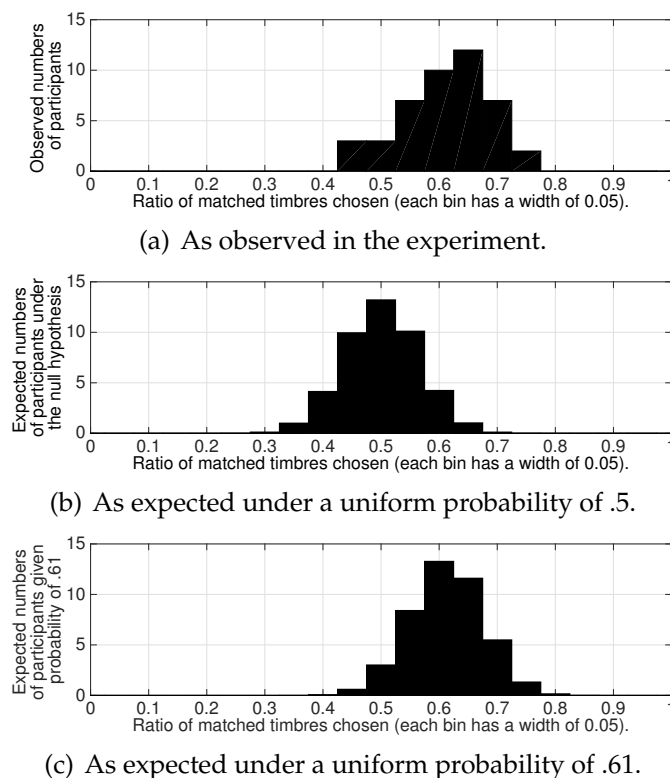 15
10
5
0
Observed numbers
of participants
0 0.1 0.2 0.3 0.4 0.5 0.6 0.7 0.8 0.9 1
Ratio of matched timbres chosen (each bin has a width of 0.05).
(a) As observed in the experiment.
15
10
5
0
Expected numbers
of participants under
the null hypothesis
0 0.1 0.2 0.3 0.4 0.5 0.6 0.7 0.8 0.9
Ratio of matched timbres chosen (each bin has a width of 0.05).
(b) As expected under a uniform probability of .5.
15
10
5
0
Expected numbers
of participants given
probability of .61
0 0.1 0.2 0.3 0.4 0.5 0.6 0.7 0.8 0.9
Ratio of matched timbres chosen (each bin has a width of 0.05).
(c) As expected under a uniform probability of .61.